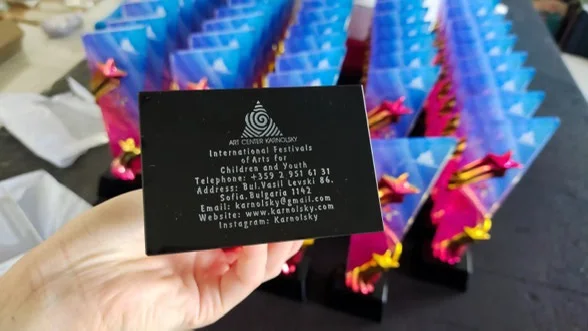 ART CENTER KARNOLSKY
International Festivals
of Arts for
Children and Youth
Telephone: +359 2 951 61 31
Address: Bul.Vasil Levski 84.
Sofia.Bulgaria 1142
Email: karnolsky@gmail.com
Website: www.karnolsky.com
Instagram: Karnolsky